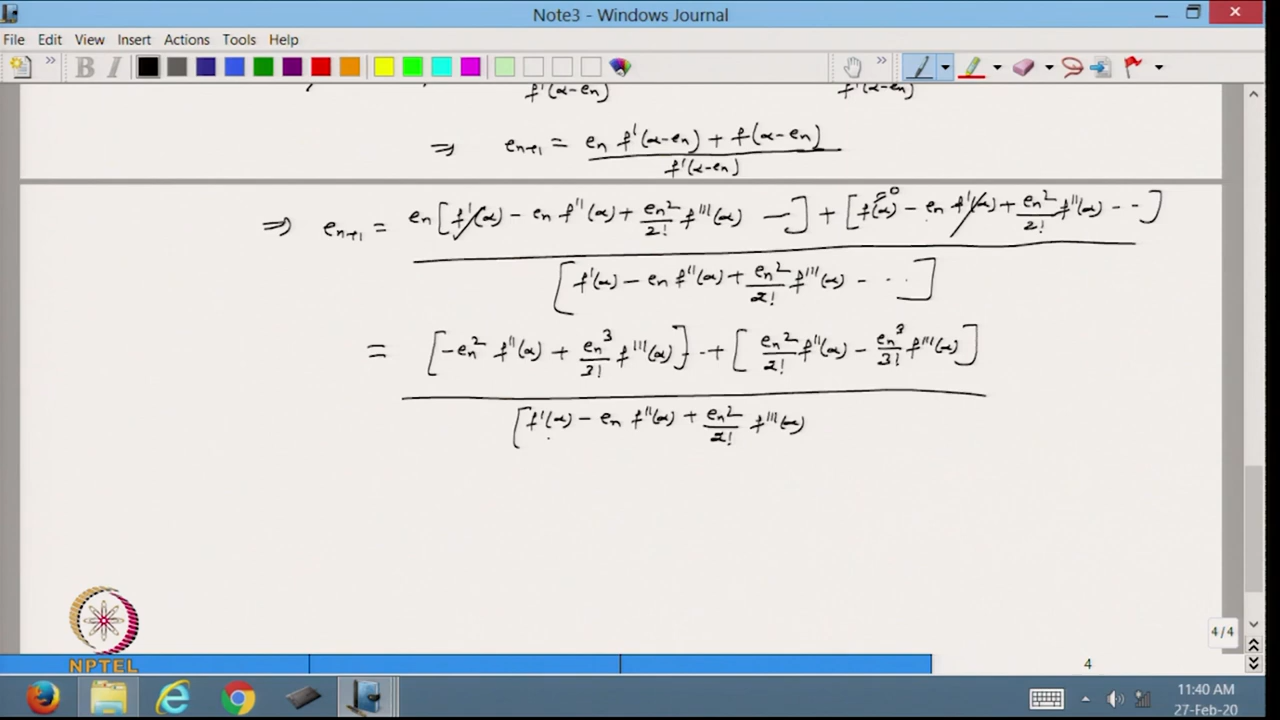 Note3 - Windows Journal
File Edit View Insert Actions Tools Help
f'(α-en) f'(α-en)
⇒ en+1 = en f'(α-en) + f(α-en)
f'(α-en)
⇒ en+1 = en[f'(α) - en f''(α) + en²/2! f'''(α) —] + [f(α)=0 - en f'(α) + en²/2! f''(α) - --]
[f'(α) - en f''(α) + en²/2! f'''(α) - ...]
= [-en² f''(α) + en³/3! f'''(α)] -- + [en²/2! f''(α) - en³/3! f'''(α)]
[f'(α) - en f''(α) + en²/2! f'''(α)
4/4
NPTEL
4
11:40 AM
27-Feb-20